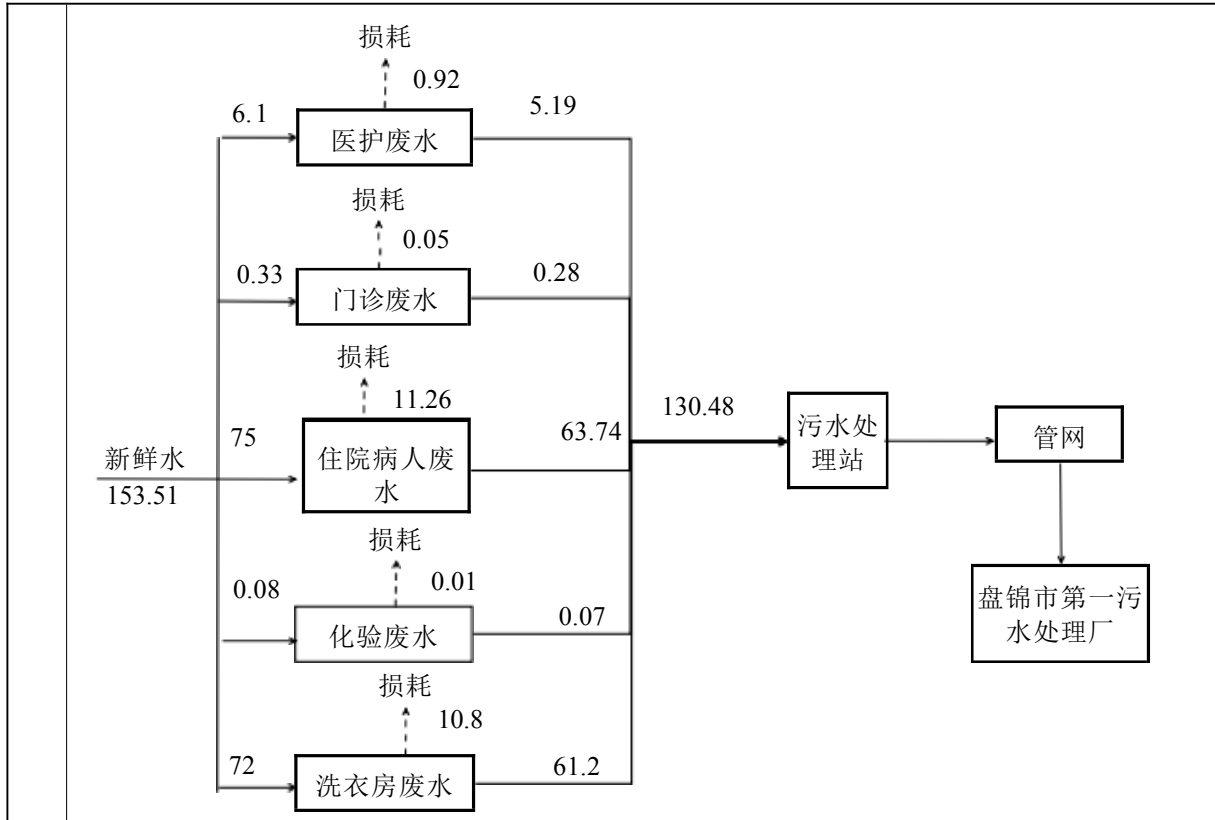 损耗
0.92
6.1
5.19
医护废水
损耗
0.05
0.33
0.28
门诊废水
损耗
11.26
75
63.74
住院病人废
水
新鲜水
153.51
130.48
污水处
理站
管网
盘锦市第一污
水处理厂
损耗
0.01
0.08
0.07
化验废水
损耗
10.8
72
61.2
洗衣房废水